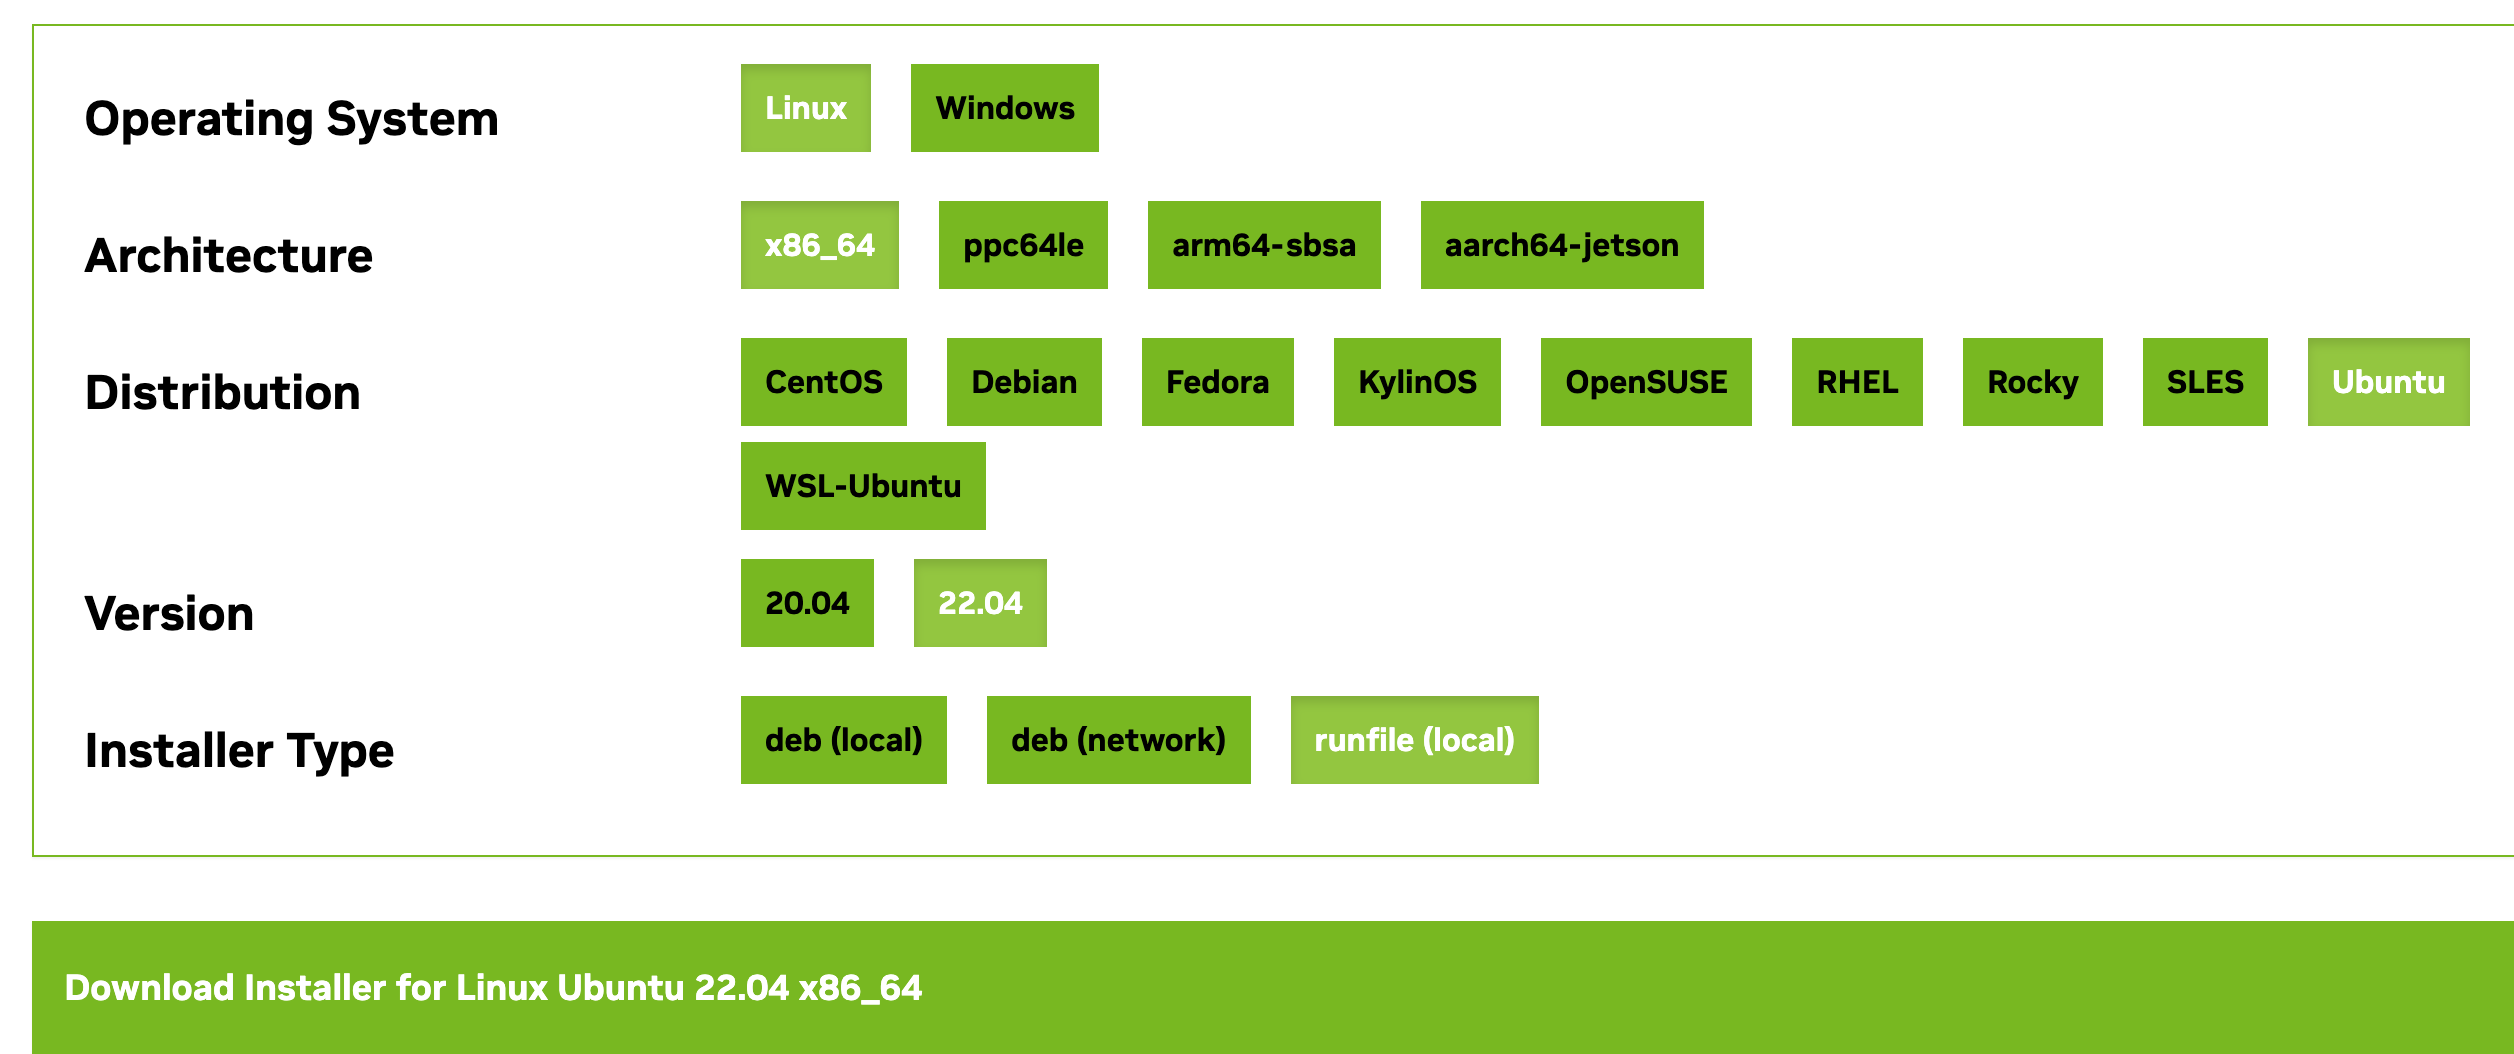 Operating System Linux Windows
Architecture x86_64 ppc64le arm64-sbsa aarch64-jetson
Distribution CentOS Debian Fedora KylinOS OpenSUSE RHEL Rocky SLES Ubuntu
WSL-Ubuntu
Version 20.04 22.04
Installer Type deb (local) deb (network) runfile (local)
Download Installer for Linux Ubuntu 22.04 x86_64